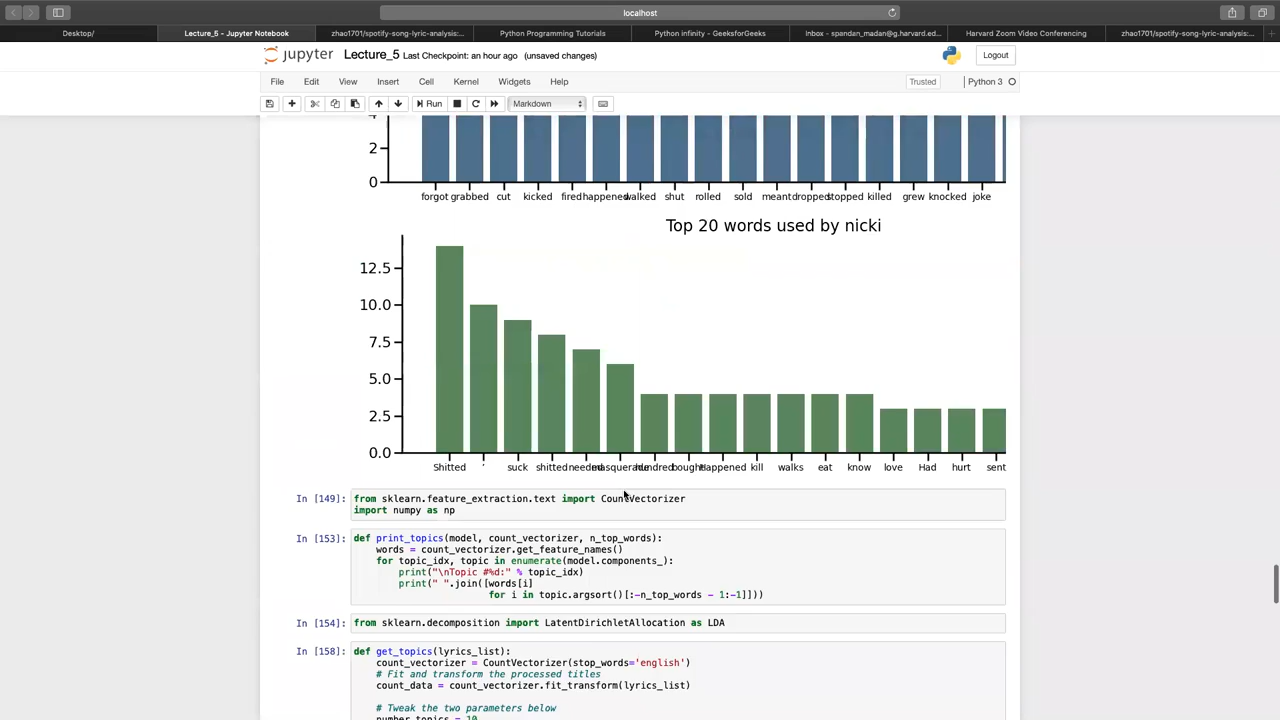 localhost
Desktop/
Lecture_5 - Jupyter Notebook
zhao1701/spotify-song-lyric-analysis:...
Python Programming Tutorials
Python infinity - GeeksforGeeks
Inbox - spandan_madan@g.harvard.ed...
Harvard Zoom Video Conferencing
zhao1701/spotify-song-lyric-analysis:...
jupyter Lecture_5 Last Checkpoint: an hour ago (unsaved changes)
Logout
File Edit View Insert Cell Kernel Widgets Help
Trusted
Python 3
Run
Markdown
4
2
0
forgot grabbed cut kicked fired happened walked shut rolled sold meant dropped stopped killed grew knocked joke
Top 20 words used by nicki
12.5
10.0
7.5
5.0
2.5
0.0
Shitted ' suck shitted needed masquerade hundred bought Happened kill walks eat know love Had hurt sent
In [149]: from sklearn.feature_extraction.text import CountVectorizer
import numpy as np
In [153]: def print_topics(model, count_vectorizer, n_top_words):
words = count_vectorizer.get_feature_names()
for topic_idx, topic in enumerate(model.components_):
print("\nTopic #%d:" % topic_idx)
print(" ".join([words[i]
for i in topic.argsort()[:-n_top_words - 1:-1]]))
In [154]: from sklearn.decomposition import LatentDirichletAllocation as LDA
In [158]: def get_topics(lyrics_list):
count_vectorizer = CountVectorizer(stop_words='english')
# Fit and transform the processed titles
count_data = count_vectorizer.fit_transform(lyrics_list)
# Tweak the two parameters below
number_topics = 10